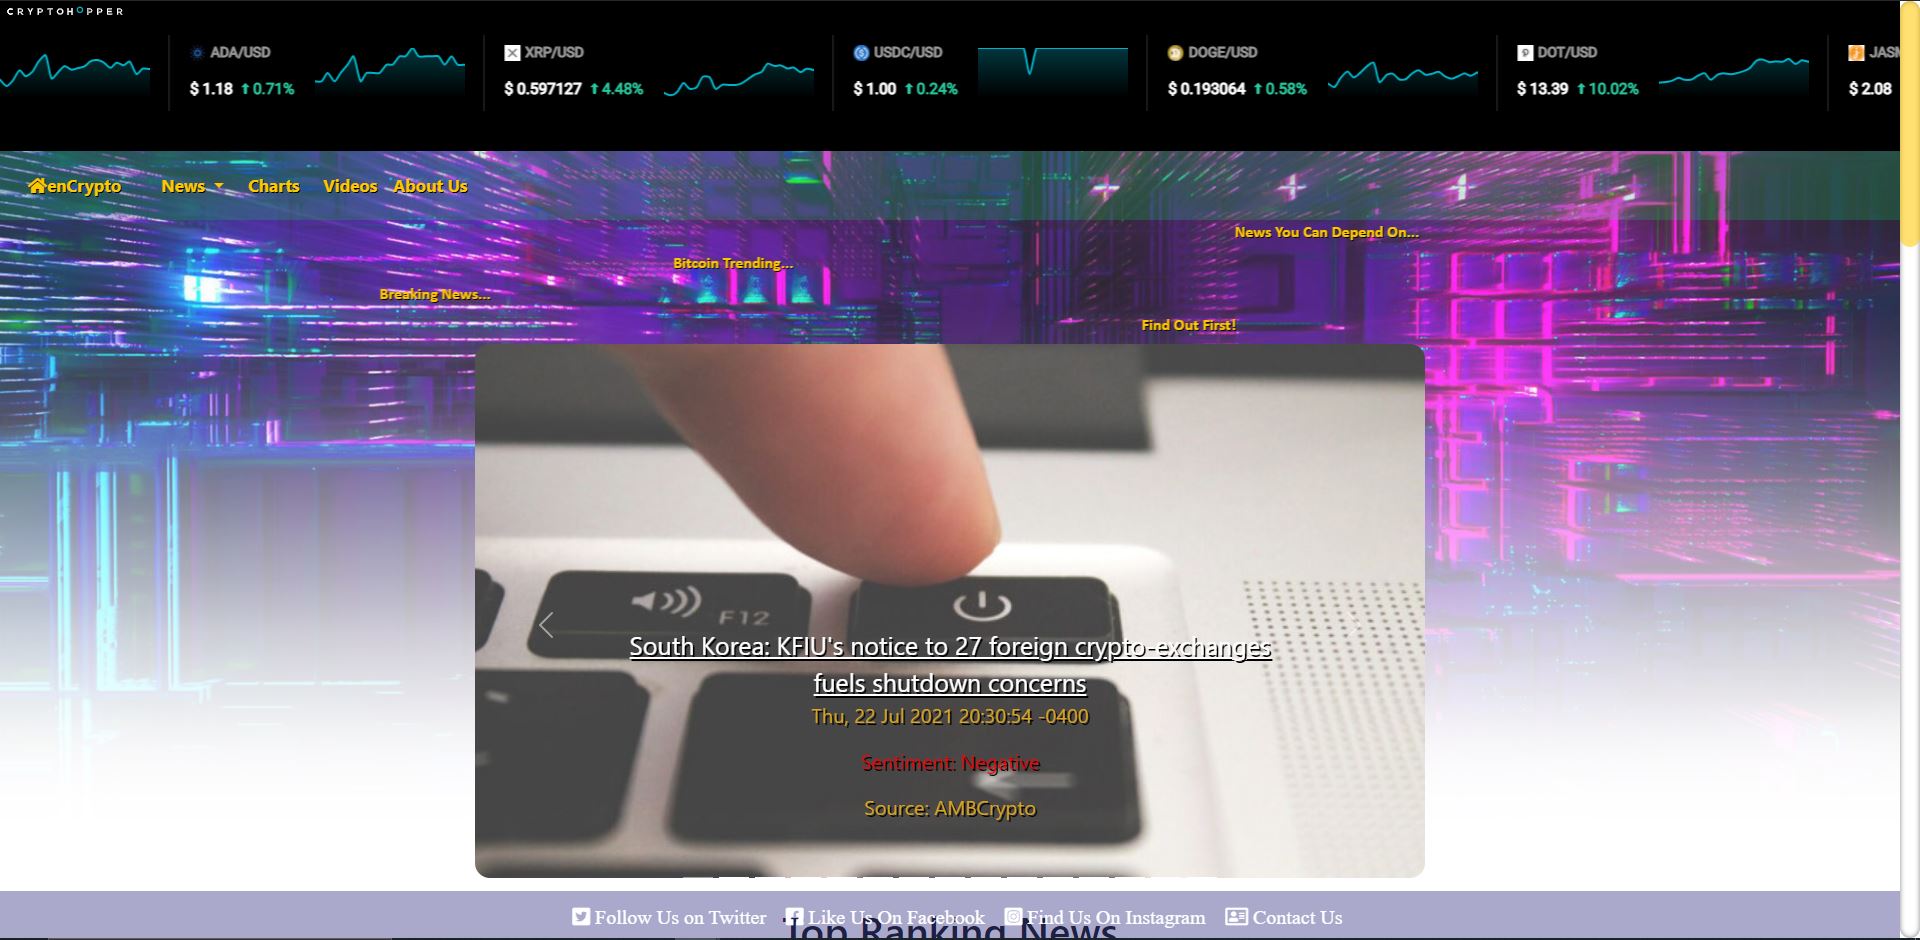 CRYPTOHOPPER
ADA/USD
$ 1.18 0.71%
XRP/USD
$ 0.597127 4.48%
USDC/USD
$ 1.00 0.24%
DOGE/USD
$ 0.193064 0.58%
DOT/USD
$ 13.39 10.02%
JASM
$ 2.08
enCrypto News Charts Videos About Us
News You Can Depend On...
Bitcoin Trending...
Breaking News...
Find Out First!
F12
South Korea: KFIU's notice to 27 foreign crypto-exchanges
fuels shutdown concerns
Thu, 22 Jul 2021 20:30:54 -0400
Sentiment: Negative
Source: AMBCrypto
Follow Us on Twitter Like Us On Facebook Find Us On Instagram Contact Us
Top Ranking News